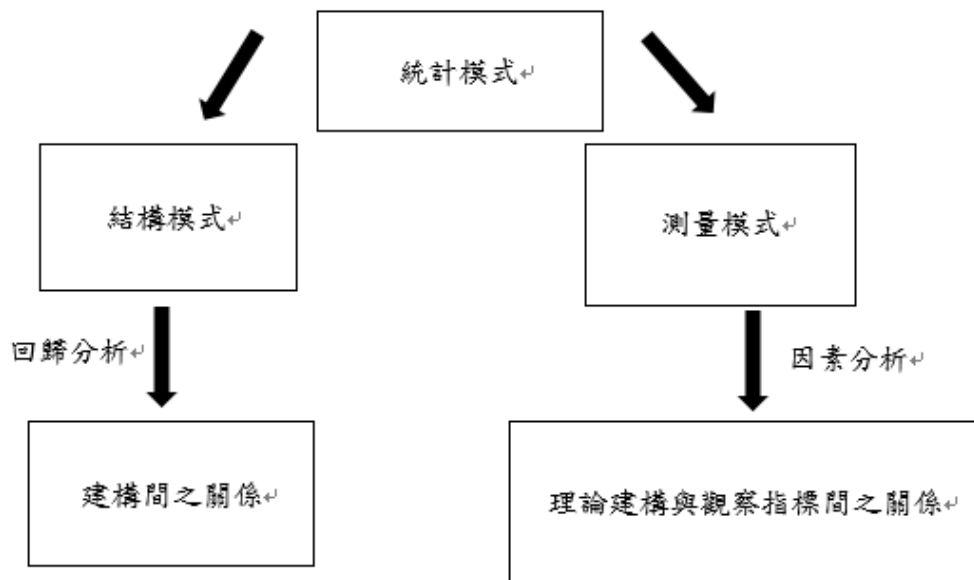 統計模式
結構模式
測量模式
回歸分析
因素分析
建構間之關係
理論建構與觀察指標間之關係